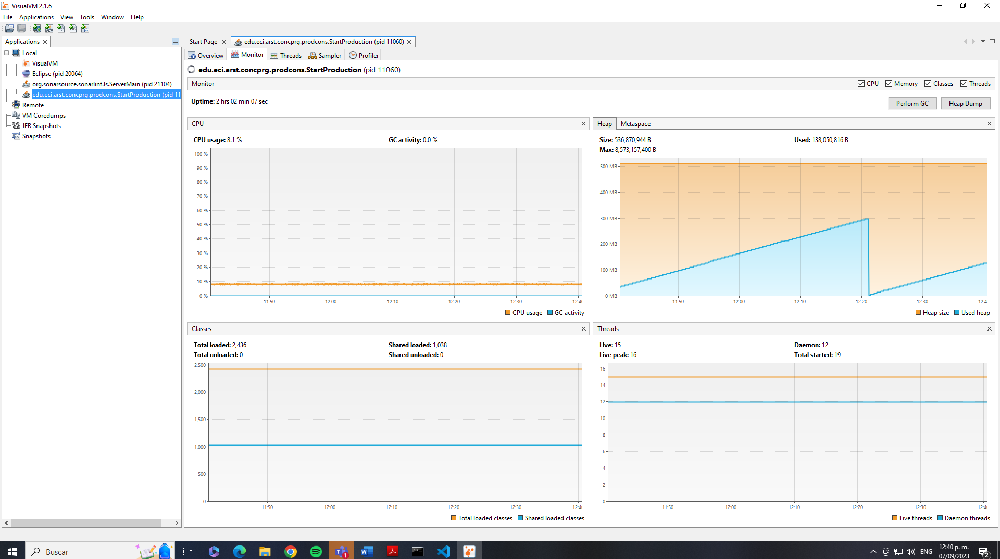 VisualVM 2.1.6
File Applications View Tools Window Help
Applications
Start Page
edu.eci.arst.concprg.prodcons.StartProduction (pid 11060)
Local
VisualVM
Eclipse (pid 20064)
org.sonarsource.sonarlint.ls.ServerMain (pid 21104)
edu.eci.arst.concprg.prodcons.StartProduction (pid 11
Remote
VM Coredumps
JFR Snapshots
Snapshots
Overview Monitor Threads Sampler Profiler
edu.eci.arst.concprg.prodcons.StartProduction (pid 11060)
Monitor
CPU Memory Classes Threads
Uptime: 2 hrs 02 min 07 sec
Perform GC Heap Dump
CPU
CPU usage: 8.1 % GC activity: 0.0 %
100 %
90 %
80 %
70 %
60 %
50 %
40 %
30 %
20 %
10 %
0 %
11:50 12:00 12:10 12:20 12:30 12:4
CPU usage GC activity
Heap Metaspace
Size: 536,870,944 B Used: 138,050,816 B
Max: 8,573,157,400 B
500 MB
400 MB
300 MB
200 MB
100 MB
0 MB
11:50 12:00 12:10 12:20 12:30 12:4
Heap size Used heap
Classes
Total loaded: 2,436 Shared loaded: 1,038
Total unloaded: 0 Shared unloaded: 0
2,500
2,000
1,500
1,000
500
0
11:50 12:00 12:10 12:20 12:30 12:4
Total loaded classes Shared loaded classes
Threads
Live: 15 Daemon: 12
Live peak: 16 Total started: 19
16
14
12
10
8
6
4
2
0
11:50 12:00 12:10 12:20 12:30 12:4
Live threads Daemon threads
Buscar
1
ENG
12:40 p. m.
07/09/2023
2